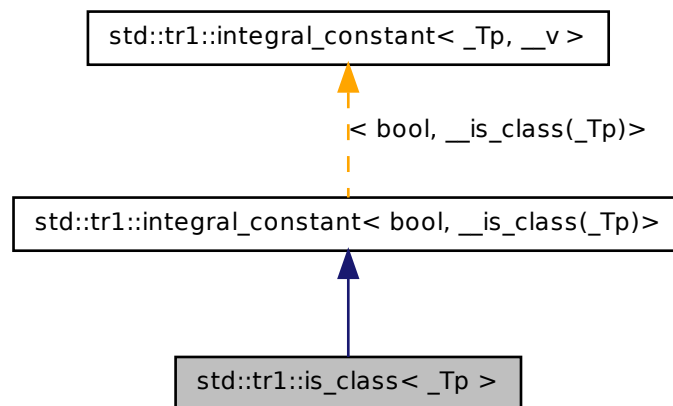 std::tr1::integral_constant< _Tp, __v >
< bool, __is_class(_Tp)>
std::tr1::integral_constant< bool, __is_class(_Tp)>
std::tr1::is_class< _Tp >